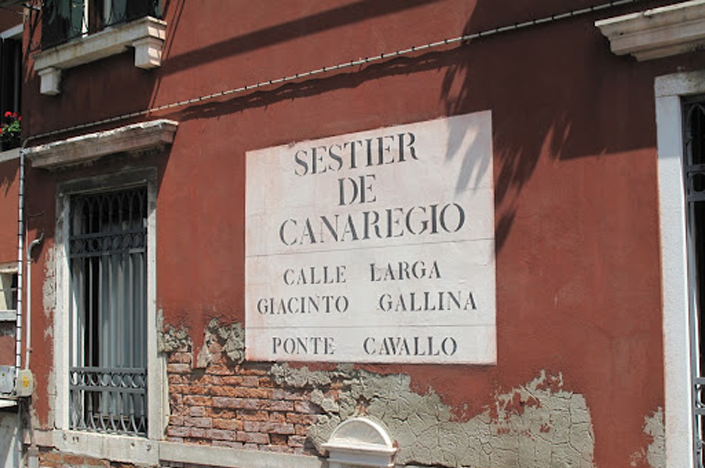 SESTIER
DE
CANAREGIO
CALLE LARGA
GIACINTO GALLINA
PONTE CAVALLO